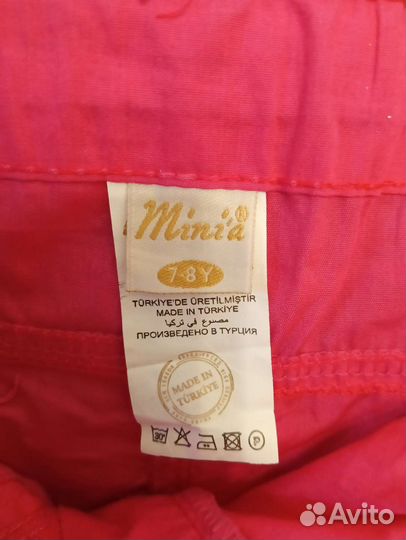 Mini'a®
7-8 Y
TÜRKİYE'DE ÜRETİLMİŞTİR
MADE IN TÜRKİYE
مصنوع في تركيا
ПРОИЗВЕДЕНО В ТУРЦИЯ
MADE IN
TÜRKİYE
30°
P
Avito